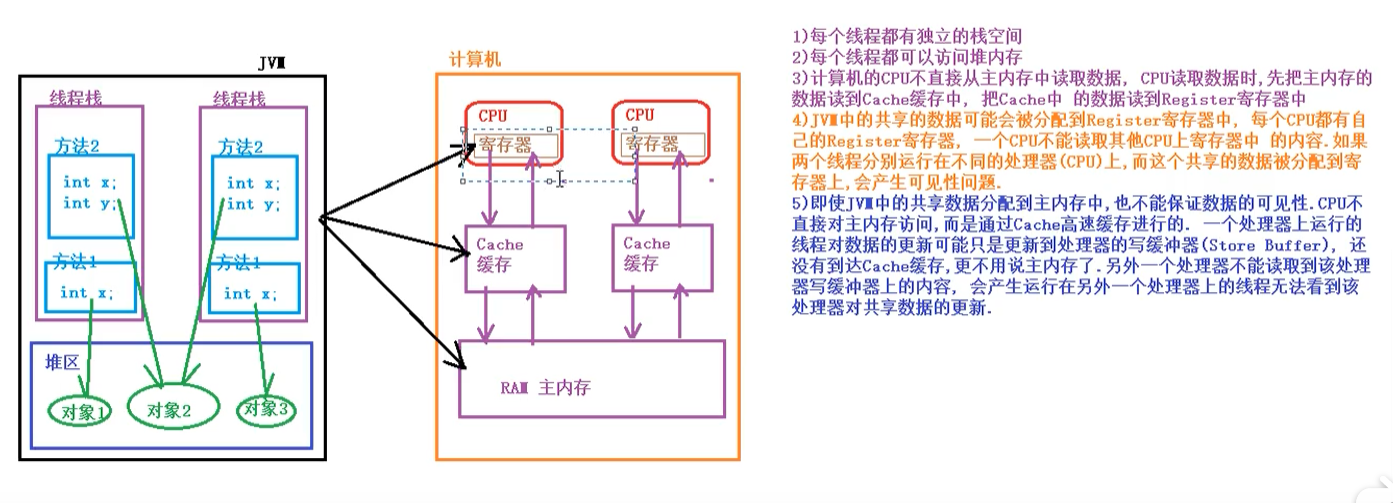 JVM
线程栈
线程栈
方法2
int x;
int y;
方法2
int x;
int y;
方法1
int x;
方法1
int x;
堆区
对象1
对象2
对象3
计算机
CPU
寄存器
CPU
寄存器
Cache
缓存
Cache
缓存
RAM 主内存
1)每个线程都有独立的栈空间
2)每个线程都可以访问堆内存
3)计算机的CPU不直接从主内存中读取数据, CPU读取数据时,先把主内存的
数据读到Cache缓存中, 把Cache中 的数据读到Register寄存器中
4)JVM中的共享的数据可能会被分配到Register寄存器中, 每个CPU都有自
己的Register寄存器, 一个CPU不能读取其他CPU上寄存器中 的内容.如果
两个线程分别运行在不同的处理器(CPU)上,而这个共享的数据被分配到寄
存器上,会产生可见性问题.
5)即使JVM中的共享数据分配到主内存中,也不能保证数据的可见性.CPU不
直接对主内存访问,而是通过Cache高速缓存进行的. 一个处理器上运行的
线程对数据的更新可能只是更新到处理器的写缓冲器(Store Buffer), 还
没有到达Cache缓存,更不用说主内存了.另外一个处理器不能读取到该处理
器写缓冲器上的内容, 会产生运行在另外一个处理器上的线程无法看到该
处理器对共享数据的更新.